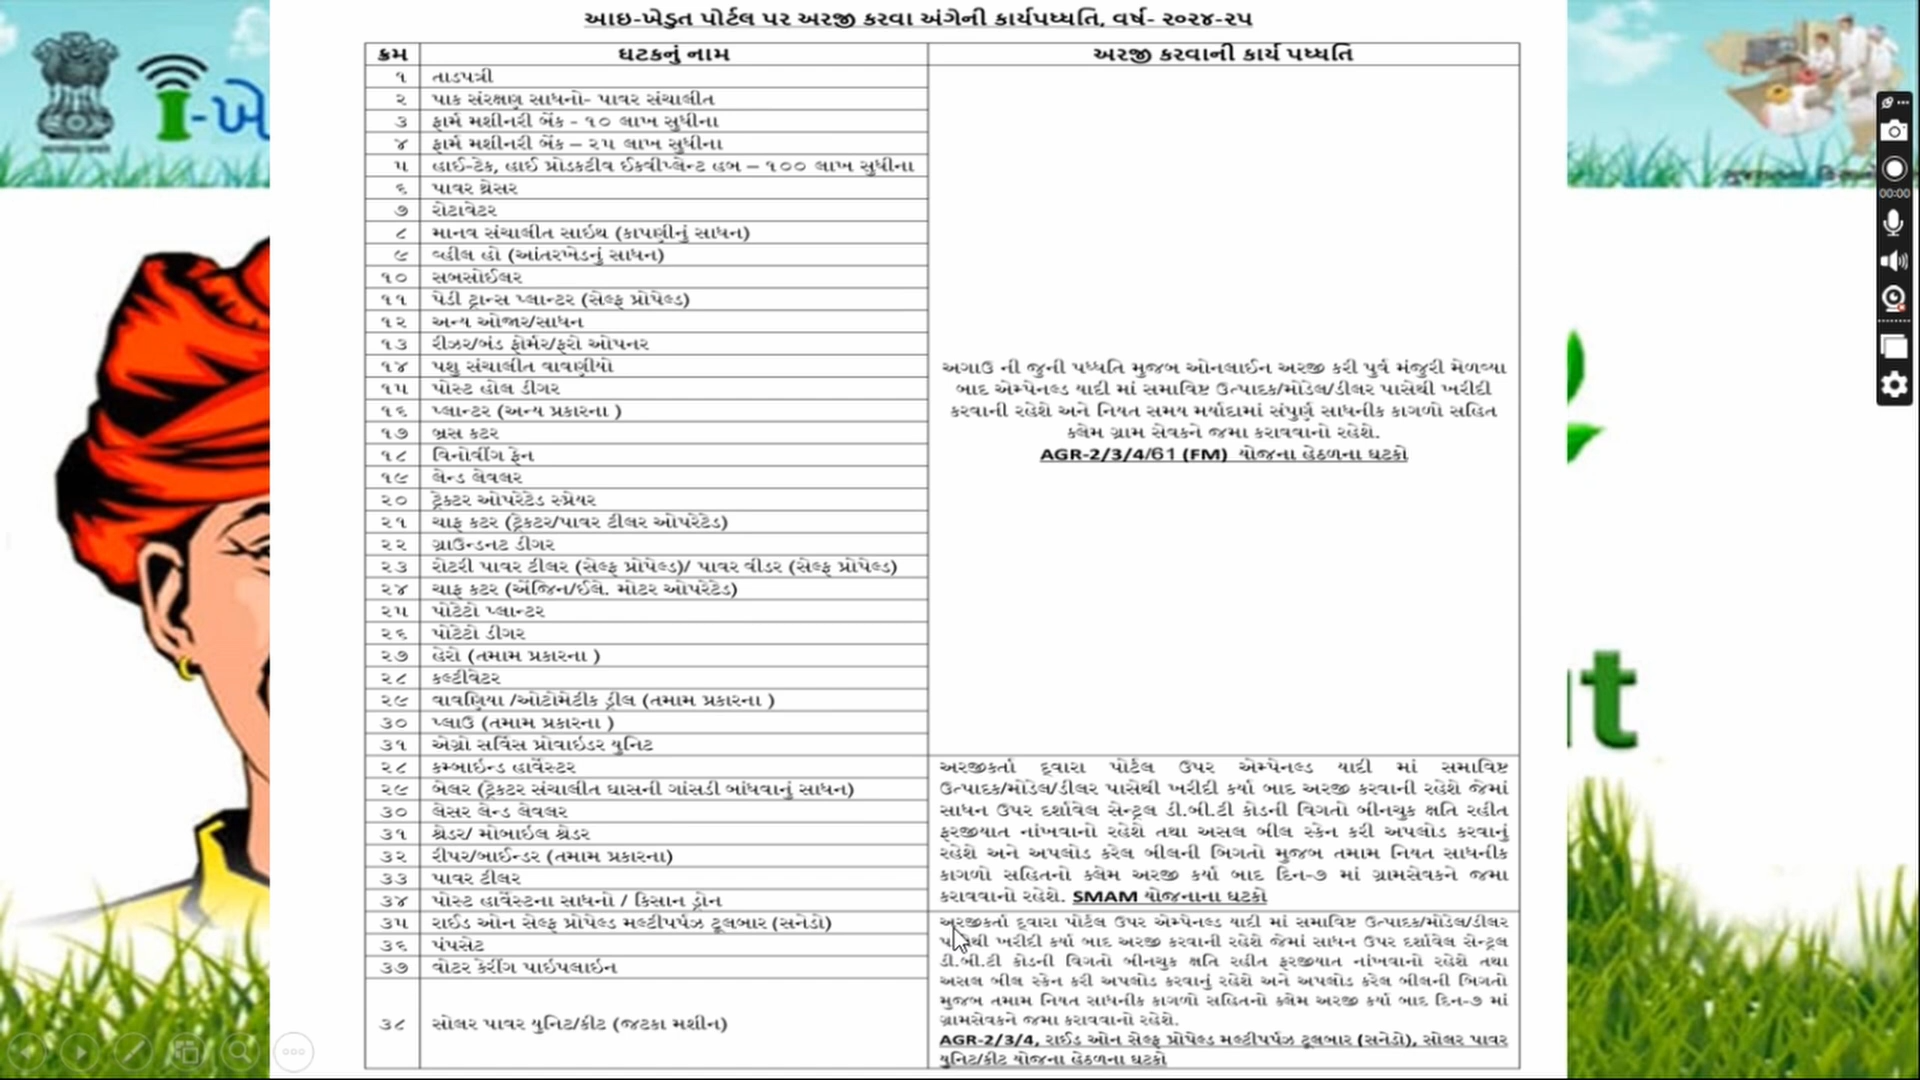 આઇ-ખેડુત પોર્ટલ પર અરજી કરવા અંગેની કાર્યપધ્ધતિ, વર્ષ- ૨૦૨૪-૨૫
i-ખે
ક્રમ ઘટકનું નામ અરજી કરવાની કાર્ય પધ્ધતિ
૧ તાડપત્રી
૨ પાક સંરક્ષણ સાધનો- પાવર સંચાલીત
૩ ફાર્મ મશીનરી બેંક - ૧૦ લાખ સુધીના
૪ ફાર્મ મશીનરી બેંક – ૨૫ લાખ સુધીના
૫ હાઈ-ટેક, હાઈ પ્રોડક્ટીવ ઈક્વીપ્લેન્ટ હબ – ૧૦૦ લાખ સુધીના
૬ પાવર થ્રેસર
૭ રોટાવેટર
૮ માનવ સંચાલીત સાઇથ (કાપણીનું સાધન)
૯ વ્હીલ હો (આંતરખેડનું સાધન)
૧૦ સબસોઈલર
૧૧ પેડી ટ્રાન્સ પ્લાન્ટર (સેલ્ફ પ્રોપેલ્ડ)
૧૨ અન્ય ઓજાર/સાધન
૧૩ રીઝર/બંડ ફોર્મર/ફરો ઓપનર
૧૪ પશુ સંચાલીત વાવણીયો
૧૫ પોસ્ટ હોલ ડીગર
૧૬ પ્લાન્ટર (અન્ય પ્રકારના )
૧૭ બ્રસ કટર
૧૮ વિનોવીંગ ફેન
૧૯ લેન્ડ લેવલર
૨૦ ટ્રેક્ટર ઓપરેટેડ સ્પ્રેયર
૨૧ ચાફ કટર (ટ્રેકટર/પાવર ટીલર ઓપરેટેડ)
૨૨ ગ્રાઉન્ડનટ ડીગર
૨૩ રોટરી પાવર ટીલર (સેલ્ફ પ્રોપેલ્ડ)/ પાવર વીડર (સેલ્ફ પ્રોપેલ્ડ)
૨૪ ચાફ કટર (એંજિન/ઈલે. મોટર ઓપરેટેડ)
૨૫ પોટેટો પ્લાન્ટર
૨૬ પોટેટો ડીગર
૨૭ હેરો (તમામ પ્રકારના )
૨૮ કલ્ટીવેટર
૨૯ વાવણિયા /ઓટોમેટીક ડ્રીલ (તમામ પ્રકારના )
૩૦ પ્લાઉ (તમામ પ્રકારના )
૩૧ એગ્રો સર્વિસ પ્રોવાઇડર યુનિટ
અગાઉ ની જુની પધ્ધતિ મુજબ ઓનલાઈન અરજી કરી પુર્વ મંજુરી મેળવ્યા
બાદ એમ્પેનલ્ડ યાદી માં સમાવિષ્ટ ઉત્પાદક/મોડેલ/ડીલર પાસેથી ખરીદી
કરવાની રહેશે અને નિયત સમય મર્યાદામાં સંપુર્ણ સાધનીક કાગળો સહિત
ક્લેમ ગ્રામ સેવકને જમા કરાવવાનો રહેશે.
AGR-2/3/4/61 (FM) યોજના હેઠળના ઘટકો
૨૮ કમ્બાઇન્ડ હાર્વેસ્ટર
૨૯ બેલર (ટ્રેકટર સંચાલીત ઘાસની ગાંસડી બાંધવાનું સાધન)
૩૦ લેસર લેન્ડ લેવલર
૩૧ શ્રેડર/ મોબાઇલ શ્રેડર
૩૨ રીપર/બાઈન્ડર (તમામ પ્રકારના)
૩૩ પાવર ટીલર
૩૪ પોસ્ટ હાર્વેસ્ટના સાધનો / કિસાન ડ્રોન
અરજીકર્તા દ્વારા પોર્ટલ ઉપર એમ્પેનલ્ડ યાદી માં સમાવિષ્ટ
ઉત્પાદક/મોડેલ/ડીલર પાસેથી ખરીદી કર્યા બાદ અરજી કરવાની રહેશે જેમાં
સાધન ઉપર દર્શાવેલ સેન્ટ્રલ ડી.બી.ટી કોડની વિગતો બીનચુક ક્ષતિ રહીત
ફરજીયાત નાંખવાનો રહેશે તથા અસલ બીલ સ્કેન કરી અપલોડ કરવાનું
રહેશે અને અપલોડ કરેલ બીલની બિગતો મુજબ તમામ નિયત સાધનીક
કાગળો સહિતનો ક્લેમ અરજી કર્યા બાદ દિન-૭ માં ગ્રામસેવકને જમા
કરાવવાનો રહેશે. SMAM યોજનાના ઘટકો
૩૫ રાઈડ ઓન સેલ્ફ પ્રોપેલ્ડ મલ્ટીપર્પઝ ટૂલબાર (સનેડો)
૩૬ પંપસેટ
૩૭ વોટર કેરીંગ પાઇપલાઇન
૩૮ સોલર પાવર યુનિટ/કીટ (જટકા મશીન)
અરજીકર્તા દ્વારા પોર્ટલ ઉપર એમ્પેનલ્ડ યાદી માં સમાવિષ્ટ ઉત્પાદક/મોડેલ/ડીલર
પાસેથી ખરીદી કર્યા બાદ અરજી કરવાની રહેશે જેમાં સાધન ઉપર દર્શાવેલ સેન્ટ્રલ
ડી.બી.ટી કોડની વિગતો બીનચુક ક્ષતિ રહીત ફરજીયાત નાંખવાનો રહેશે તથા
અસલ બીલ સ્કેન કરી અપલોડ કરવાનું રહેશે અને અપલોડ કરેલ બીલની બિગતો
મુજબ તમામ નિયત સાધનીક કાગળો સહિતનો ક્લેમ અરજી કર્યા બાદ દિન-૭ માં
ગ્રામસેવકને જમા કરાવવાનો રહેશે.
AGR-2/3/4, રાઈડ ઓન સેલ્ફ પ્રોપેલ્ડ મલ્ટીપર્પઝ ટૂલબાર (સનેડો), સોલર પાવર
યુનિટ/કીટ યોજના હેઠળના ઘટકો
00:00
t